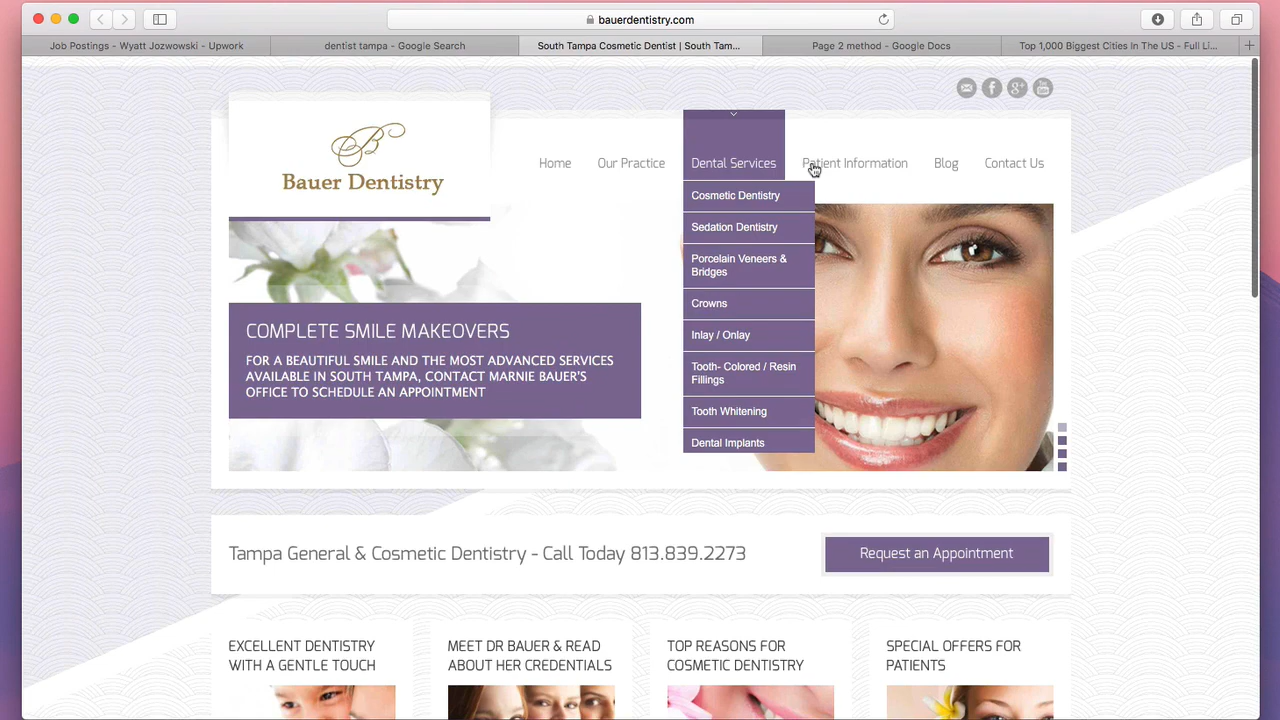 bauerdentistry.com
Job Postings - Wyatt Jozwowski - Upwork
dentist tampa - Google Search
South Tampa Cosmetic Dentist | South Tam...
Page 2 method - Google Docs
Top 1,000 Biggest Cities In The US - Full Li...
B
Bauer Dentistry
Home
Our Practice
Dental Services
Patient Information
Blog
Contact Us
Cosmetic Dentistry
Sedation Dentistry
Porcelain Veneers &
Bridges
Crowns
Inlay / Onlay
Tooth- Colored / Resin
Fillings
Tooth Whitening
Dental Implants
COMPLETE SMILE MAKEOVERS
FOR A BEAUTIFUL SMILE AND THE MOST ADVANCED SERVICES
AVAILABLE IN SOUTH TAMPA, CONTACT MARNIE BAUER'S
OFFICE TO SCHEDULE AN APPOINTMENT
Tampa General & Cosmetic Dentistry - Call Today 813.839.2273
Request an Appointment
EXCELLENT DENTISTRY
WITH A GENTLE TOUCH
MEET DR BAUER & READ
ABOUT HER CREDENTIALS
TOP REASONS FOR
COSMETIC DENTISTRY
SPECIAL OFFERS FOR
PATIENTS